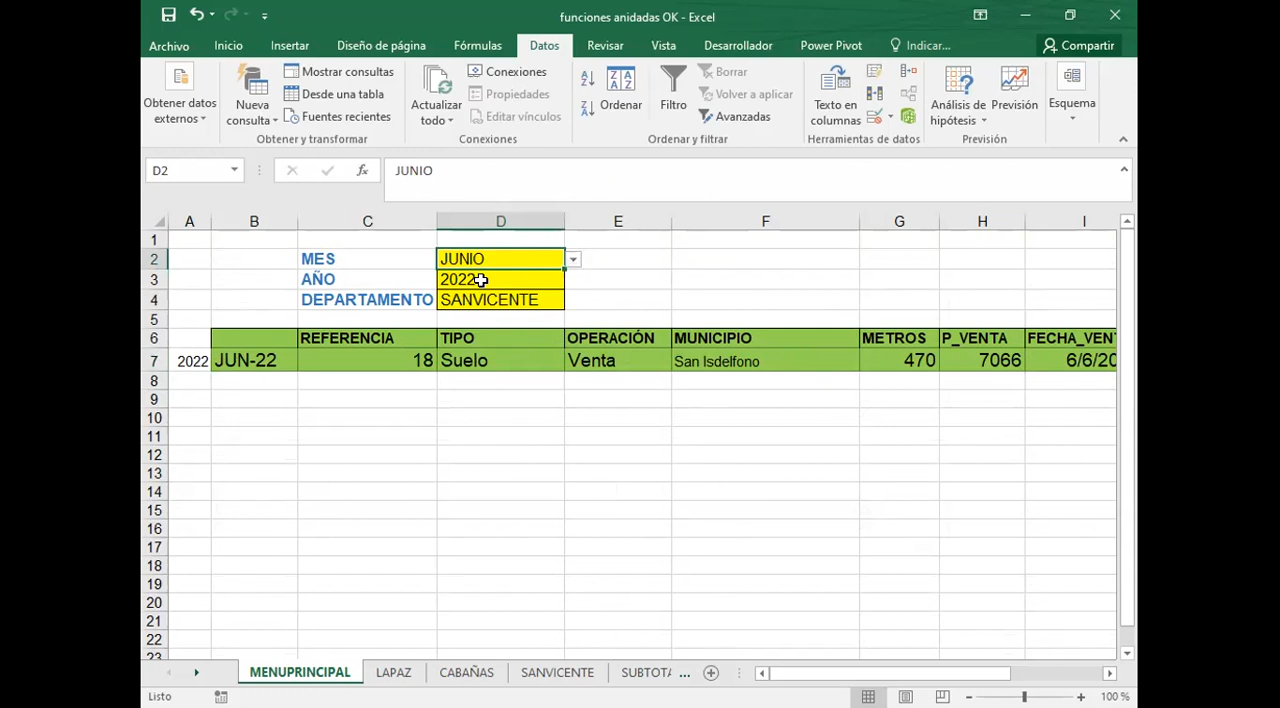 funciones anidadas OK - Excel
Archivo Inicio Insertar Diseño de página Fórmulas Datos Revisar Vista Desarrollador Power Pivot Indicar... Compartir
Obtener datos externos
Nueva consulta
Mostrar consultas
Desde una tabla
Fuentes recientes
Obtener y transformar
Actualizar todo
Conexiones
Propiedades
Editar vínculos
Conexiones
Ordenar
Filtro
Borrar
Volver a aplicar
Avanzadas
Ordenar y filtrar
Texto en columnas
Herramientas de datos
Análisis de hipótesis
Previsión
Previsión
Esquema
D2 fx JUNIO
A B C D E F G H I
1
2 MES JUNIO
3 AÑO 2022
4 DEPARTAMENTO SANVICENTE
5
6 REFERENCIA TIPO OPERACIÓN MUNICIPIO METROS P_VENTA FECHA_VENT
7 2022 JUN-22 18 Suelo Venta San Isdelfono 470 7066 6/6/20
8
9
10
11
12
13
14
15
16
17
18
19
20
21
22
23
MENUPRINCIPAL LAPAZ CABAÑAS SANVICENTE SUBTOTA ...
Listo 100 %